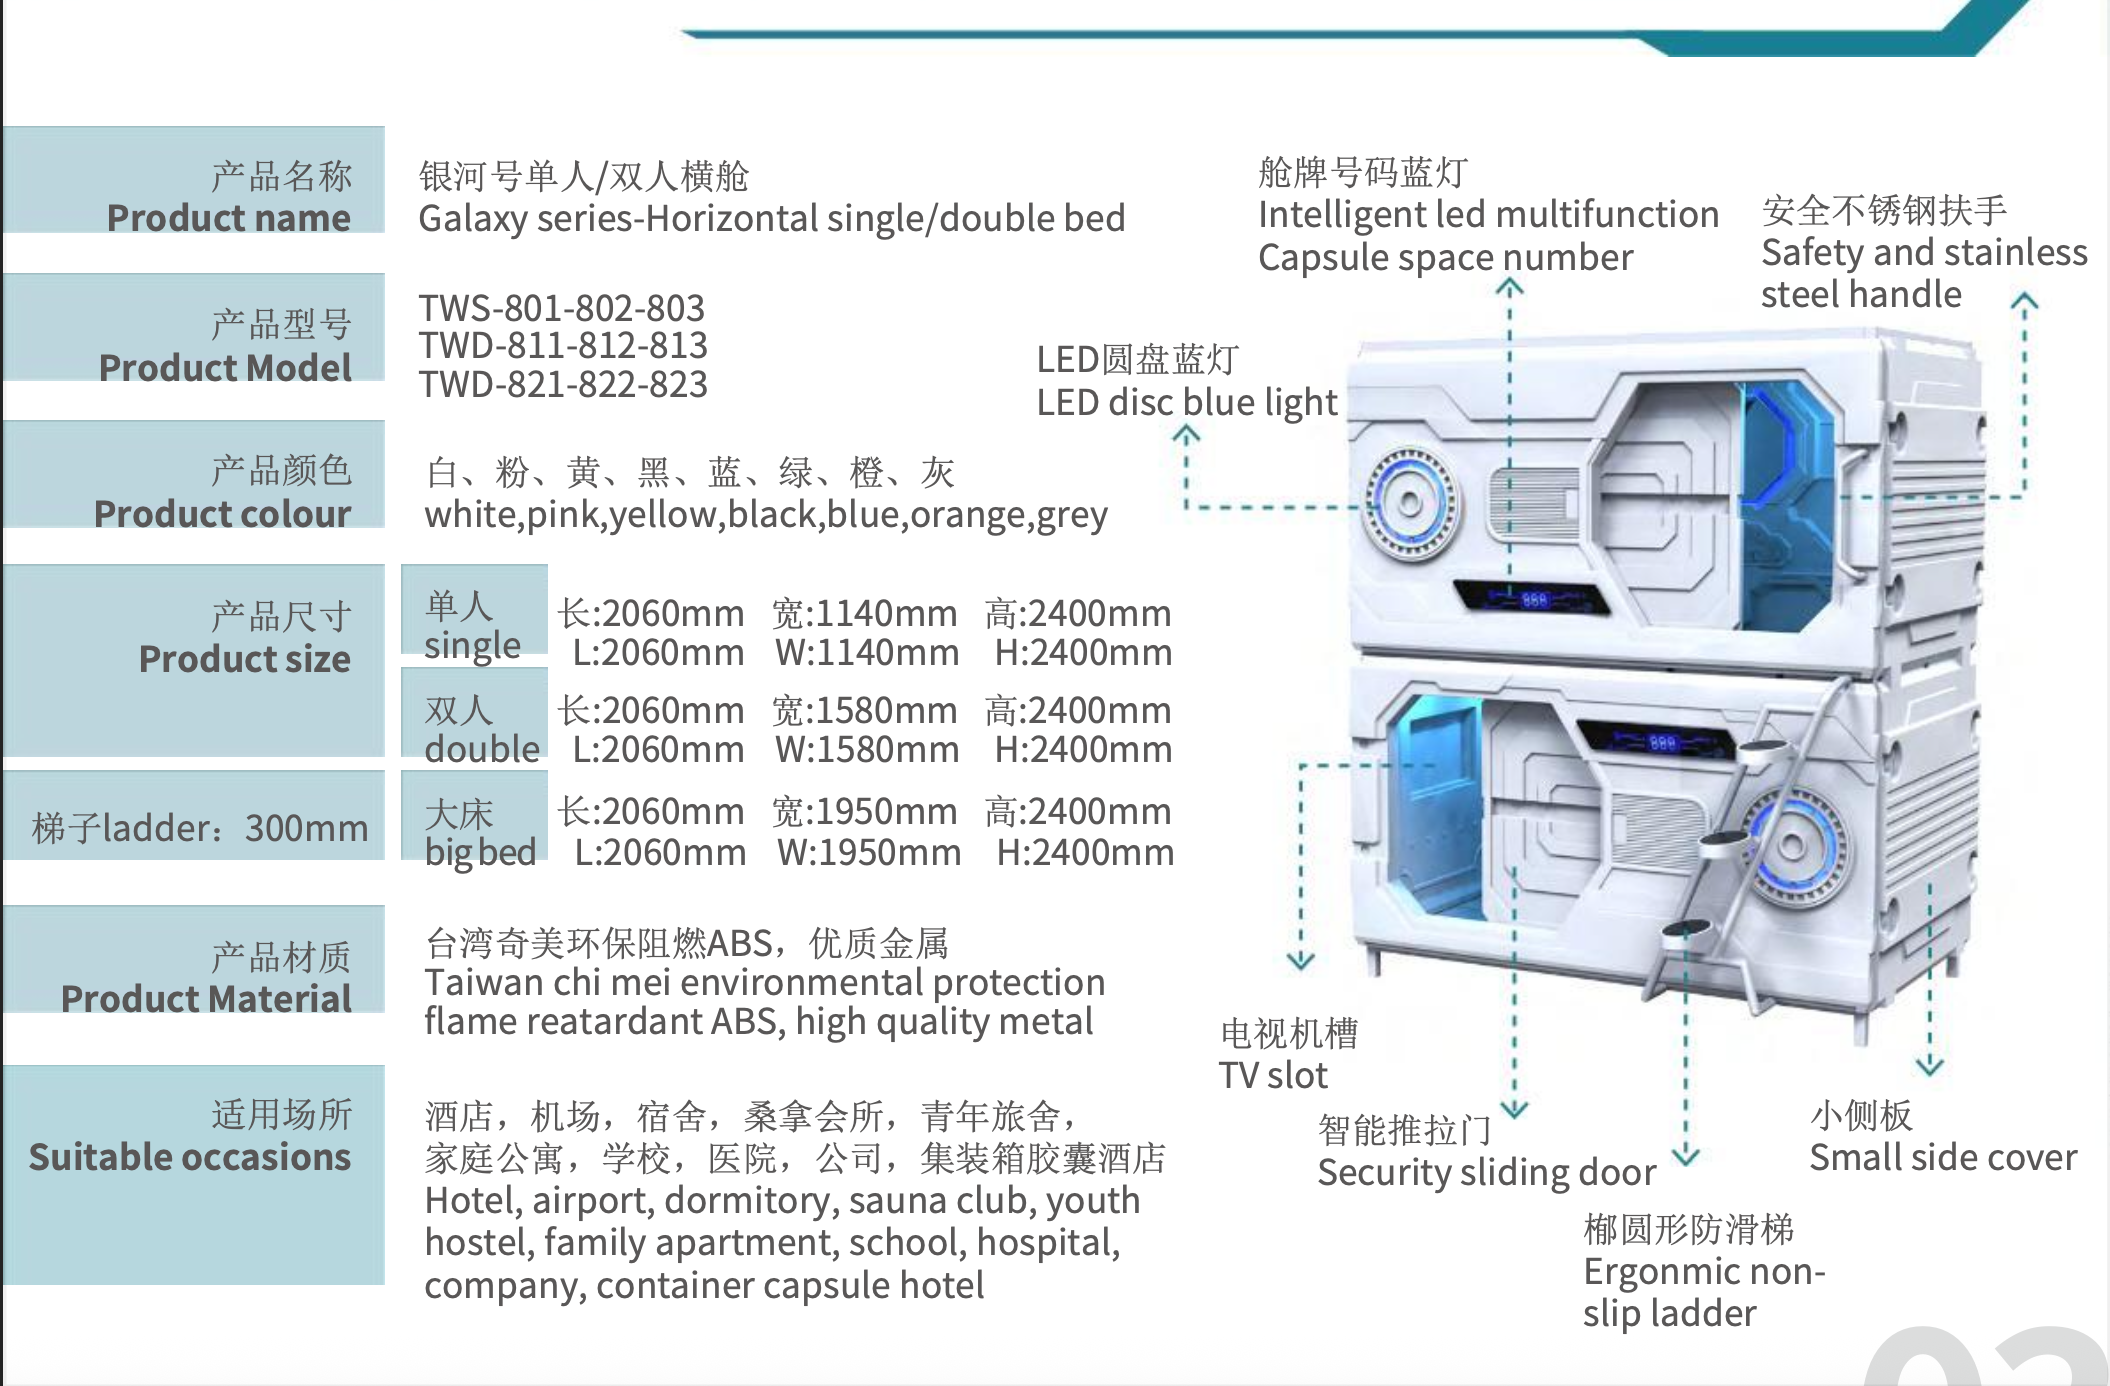 产品名称
Product name
银河号单人/双人横舱
Galaxy series-Horizontal single/double bed
产品型号
Product Model
TWS-801-802-803
TWD-811-812-813
TWD-821-822-823
产品颜色
Product colour
白、粉、黄、黑、蓝、绿、橙、灰
white,pink,yellow,black,blue,orange,grey
产品尺寸
Product size
单人
single
长:2060mm 宽:1140mm 高:2400mm
L:2060mm W:1140mm H:2400mm
双人
double
长:2060mm 宽:1580mm 高:2400mm
L:2060mm W:1580mm H:2400mm
梯子ladder：300mm
大床
big bed
长:2060mm 宽:1950mm 高:2400mm
L:2060mm W:1950mm H:2400mm
产品材质
Product Material
台湾奇美环保阻燃ABS，优质金属
Taiwan chi mei environmental protection
flame reatardant ABS, high quality metal
适用场所
Suitable occasions
酒店，机场，宿舍，桑拿会所，青年旅舍，
家庭公寓，学校，医院，公司，集装箱胶囊酒店
Hotel, airport, dormitory, sauna club, youth
hostel, family apartment, school, hospital,
company, container capsule hotel
舱牌号码蓝灯
Intelligent led multifunction
Capsule space number
安全不锈钢扶手
Safety and stainless
steel handle
LED圆盘蓝灯
LED disc blue light
888
888
电视机槽
TV slot
智能推拉门
Security sliding door
椭圆形防滑梯
Ergonmic non-
slip ladder
小侧板
Small side cover
02